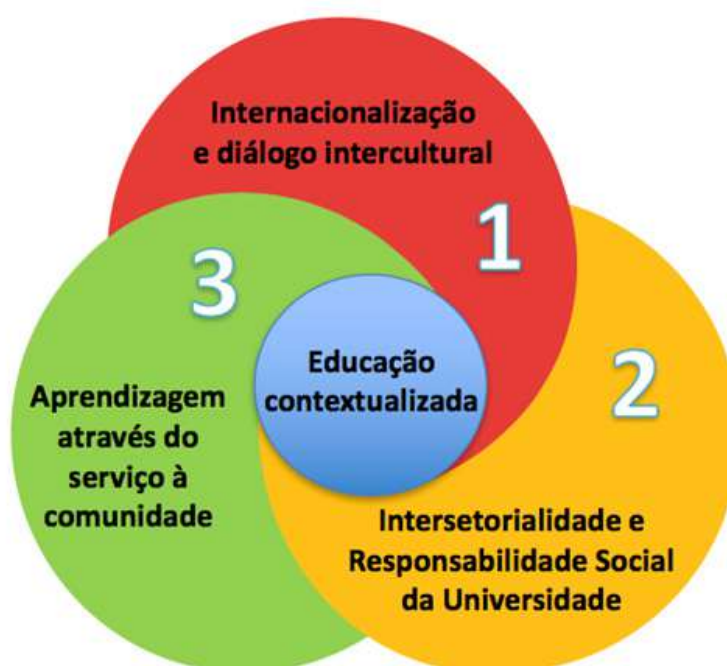 Internacionalização
e diálogo intercultural
1
3
Educação
contextualizada
2
Aprendizagem
através do
serviço à
comunidade
Intersetorialidade e
Responsabilidade Social
da Universidade